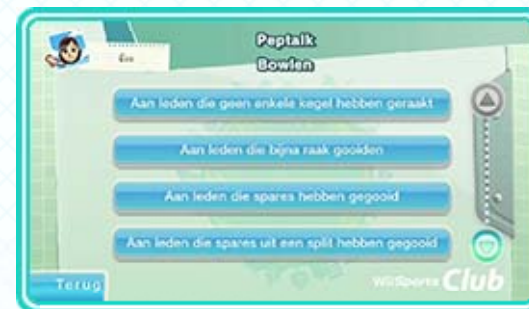 Peptalk
Bowlen
Aan leden die geen enkele kegel hebben geraakt
Aan leden die bijna raak gooiden
Aan leden die spares hebben gegooid
Aan leden die spares uit een split hebben gegooid
Terug
Wii Sports Club